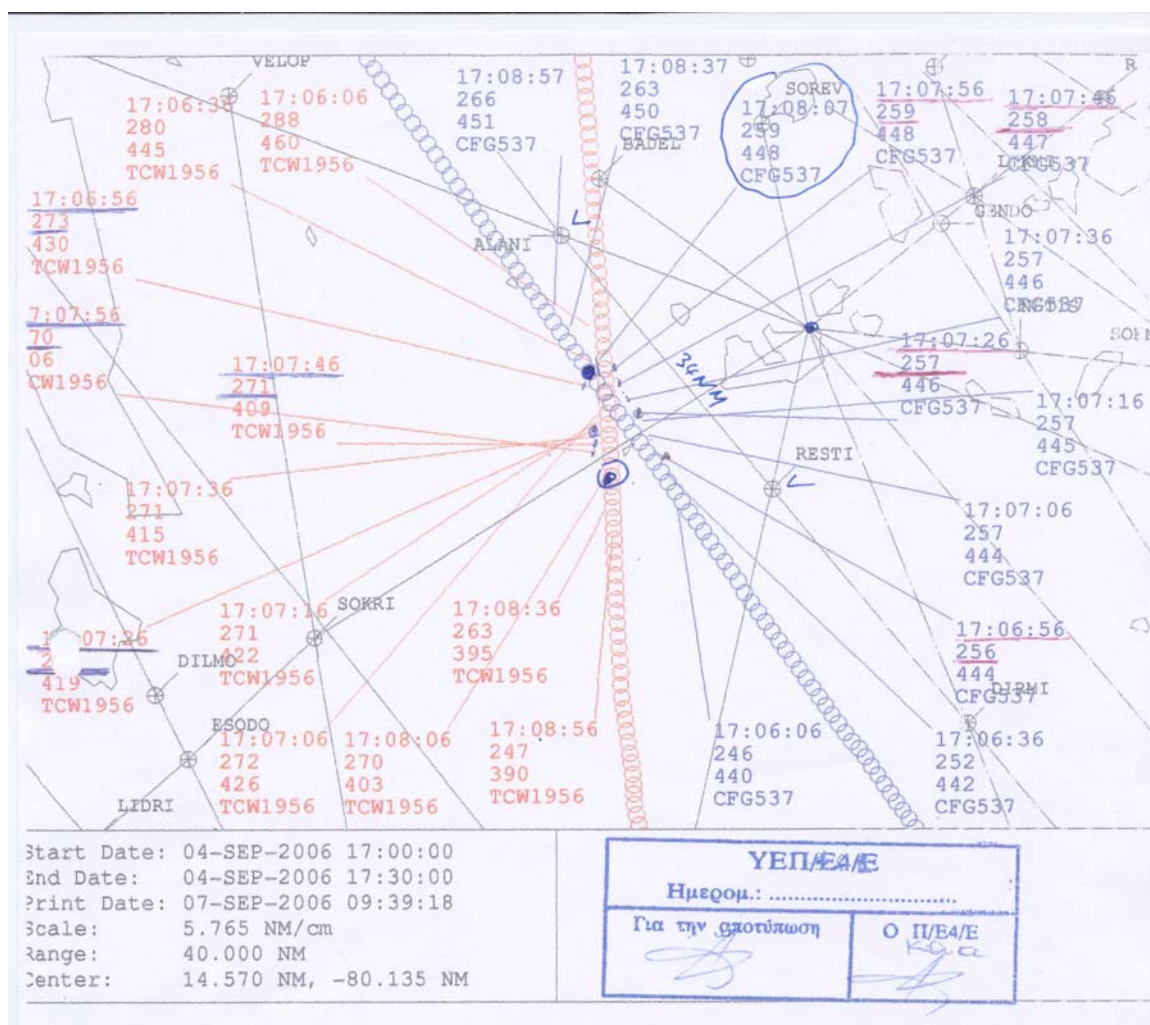 VELOP
17:06:06
288
460
TCW1956
280
445
TCW1956
17:08:57
266
451
CFG537
17:08:37
263
450
CFG537
BADEL
SOREV
17:08:07
259
448
CFG537
17:07:56
259
448
CFG537
17:07:46
258
447
CFG537
R
GENDO
17:06:56
273
430
TCW1956
ALANI
17:07:36
257
446
CFG537
7:07:56
70
06
CW1956
17:07:46
271
409
TCW1956
34NM
17:07:26
257
446
CFG537
17:07:16
257
445
CFG537
RESTI
17:07:36
271
415
TCW1956
17:07:06
257
444
CFG537
07:26
419
TCW1956
DILMO
17:07:16
271
422
TCW1956
SOKRI
17:08:36
263
395
TCW1956
17:06:56
256
444
CFG537
ESODO
LIDRI
17:07:06
272
426
TCW1956
17:08:06
270
403
TCW1956
17:08:56
247
390
TCW1956
17:06:06
246
440
CFG537
17:06:36
252
442
CFG537
Start Date: 04-SEP-2006 17:00:00
End Date: 04-SEP-2006 17:30:00
Print Date: 07-SEP-2006 09:39:18
Scale: 5.765 NM/cm
Range: 40.000 NM
Center: 14.570 NM, -80.135 NM
ΥΕΠ/Ε4/Ε
Ημερομ.: ..............................
Για την αποτύπωση
Ο Π/Ε4/Ε